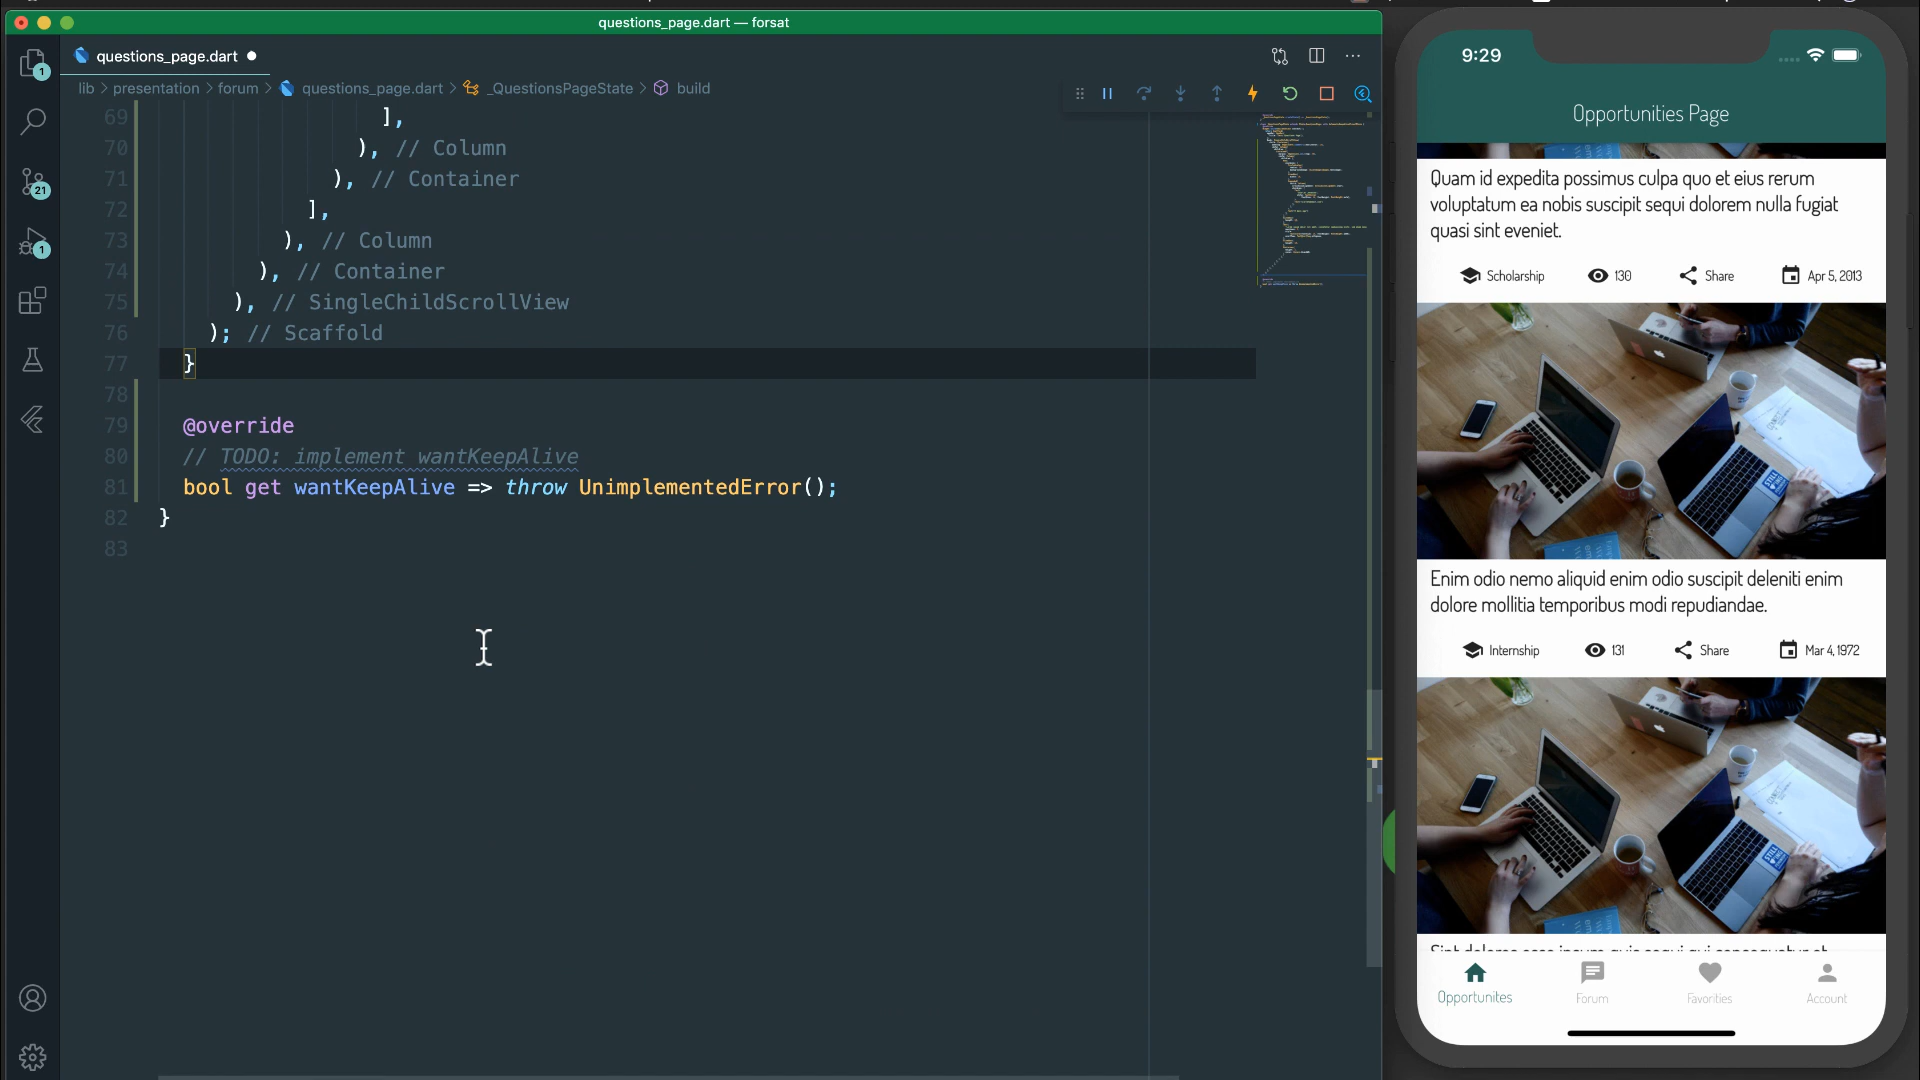 questions_page.dart — forsat
questions_page.dart
lib > presentation > forum > questions_page.dart > _QuestionsPageState > build
69 ],
70 ), // Column
71 ), // Container
72 ],
73 ), // Column
74 ), // Container
75 ), // SingleChildScrollView
76 ); // Scaffold
77 }
78
79 @override
80 // TODO: implement wantKeepAlive
81 bool get wantKeepAlive => throw UnimplementedError();
82 }
83
1
21
1
9:29
Opportunities Page
Quam id expedita possimus culpa quo et eius rerum
voluptatum ea nobis suscipit sequi dolorem nulla fugiat
quasi sint eveniet.
Scholarship 130 Share Apr 5, 2013
Enim odio nemo aliquid enim odio suscipit deleniti enim
dolore mollitia temporibus modi repudiandae.
Internship 131 Share Mar 4, 1972
Opportunites Forum Favorities Account